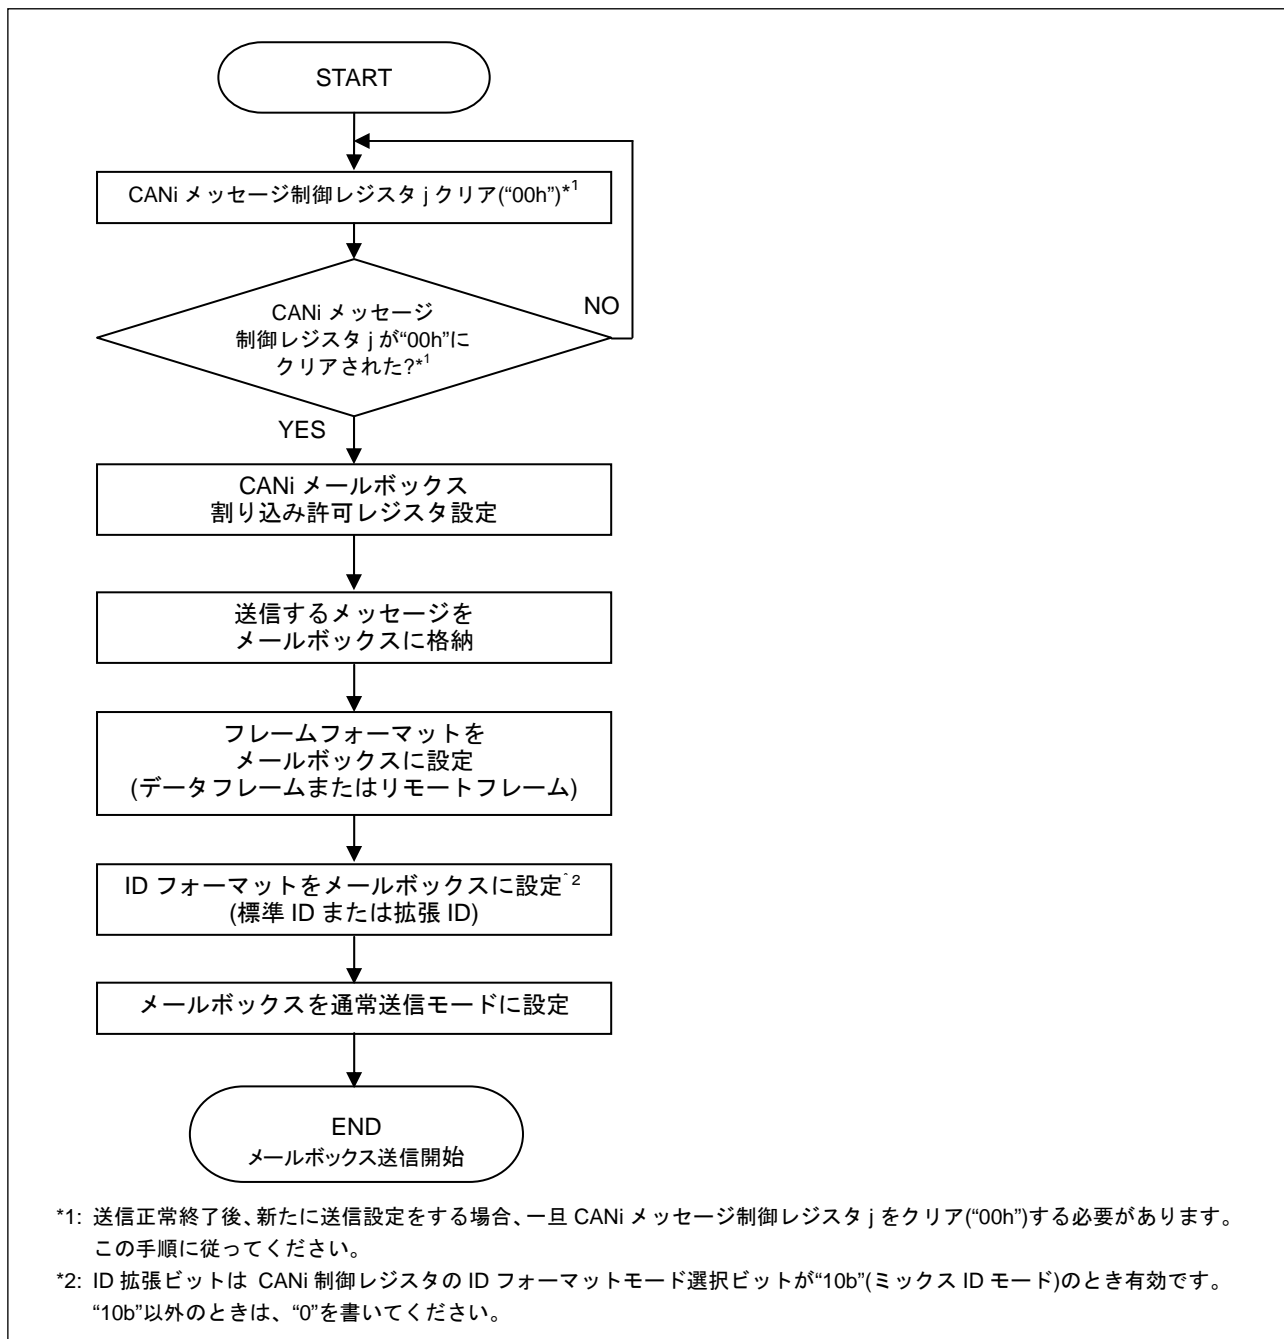 START
CANi メッセージ制御レジスタ j クリア(“00h”)*1
CANi メッセージ
制御レジスタ j が“00h”に
クリアされた?*1
NO
YES
CANi メールボックス
割り込み許可レジスタ設定
送信するメッセージを
メールボックスに格納
フレームフォーマットを
メールボックスに設定
(データフレームまたはリモートフレーム)
ID フォーマットをメールボックスに設定*2
(標準 ID または拡張 ID)
メールボックスを通常送信モードに設定
END
メールボックス送信開始
*1: 送信正常終了後、新たに送信設定をする場合、一旦 CANi メッセージ制御レジスタ j をクリア(“00h”)する必要があります。
この手順に従ってください。
*2: ID 拡張ビットは CANi 制御レジスタの ID フォーマットモード選択ビットが“10b”(ミックス ID モード)のとき有効です。
“10b”以外のときは、“0”を書いてください。